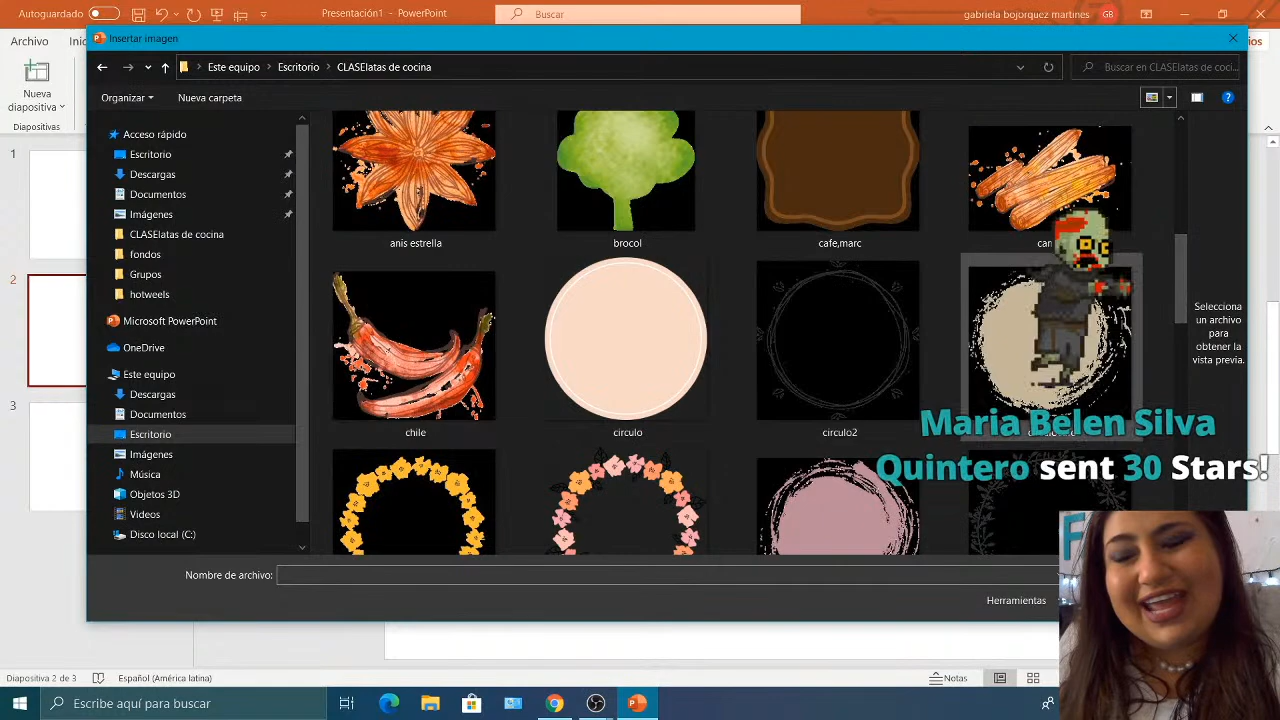 Autoguardado
Presentación1 - PowerPoint
Buscar
gabriela bojorquez martines
GB
Archivo
Insertar imagen
Este equipo
Escritorio
CLASElatas de cocina
Buscar en CLASElatas de coci...
Organizar
Nueva carpeta
Nueva
diapositiva
Diapositivas
Acceso rápido
Escritorio
Descargas
Documentos
Imágenes
CLASElatas de cocina
fondos
Grupos
hotweels
Microsoft PowerPoint
OneDrive
Este equipo
Descargas
Documentos
Escritorio
Imágenes
Música
Objetos 3D
Videos
Disco local (C:)
anis estrella
brocol
cafe,marc
chile
circulo
circulo2
Selecciona
un archivo
para
obtener la
vista previa.
Maria Belen Silva
Quintero sent 30 Stars!
Nombre de archivo:
Herramientas
1
2
3
Diapositiva 2 de 3
Español (América latina)
Notas
Escribe aquí para buscar